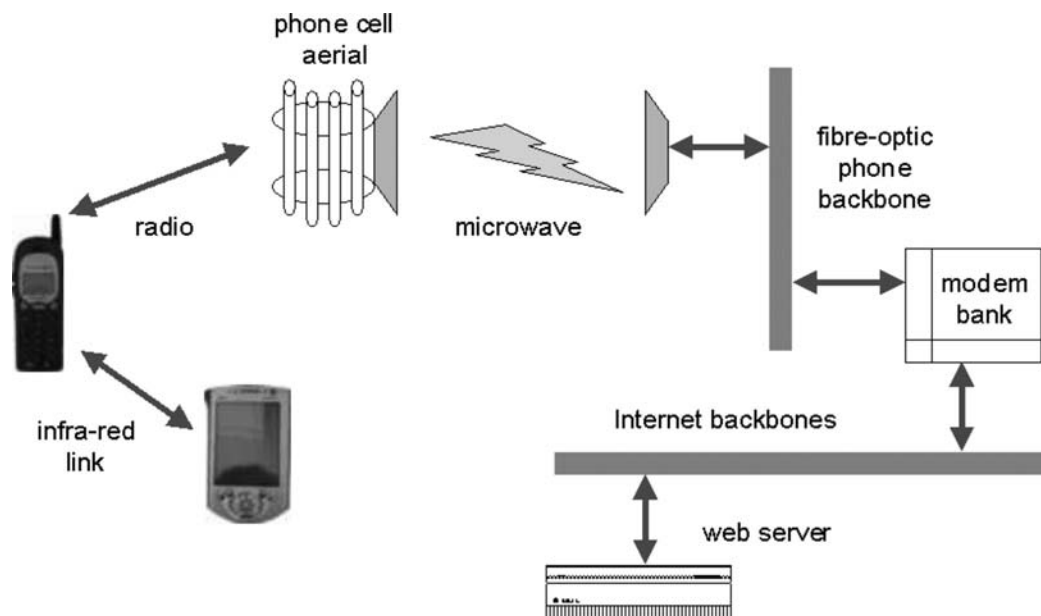 phone cell
aerial
radio
microwave
fibre-optic
phone
backbone
modem
bank
infra-red
link
Internet backbones
web server